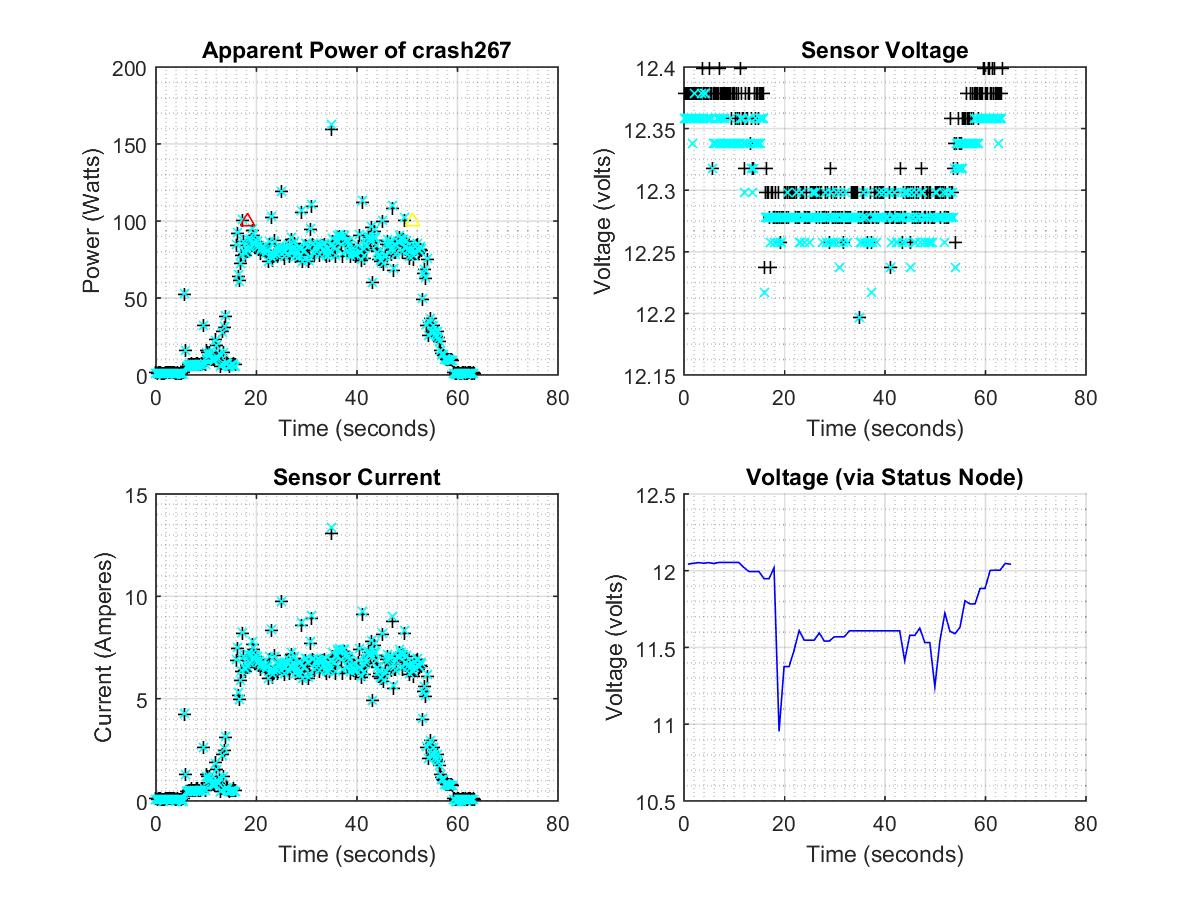 Apparent Power of crash267
200
150
100
50
0
Power (Watts)
0 20 40 60 80
Time (seconds)
Sensor Voltage
12.4
12.35
12.3
12.25
12.2
12.15
Voltage (volts)
0 20 40 60 80
Time (seconds)
Sensor Current
15
10
5
0
Current (Amperes)
0 20 40 60 80
Time (seconds)
Voltage (via Status Node)
12.5
12
11.5
11
10.5
Voltage (volts)
0 20 40 60 80
Time (seconds)